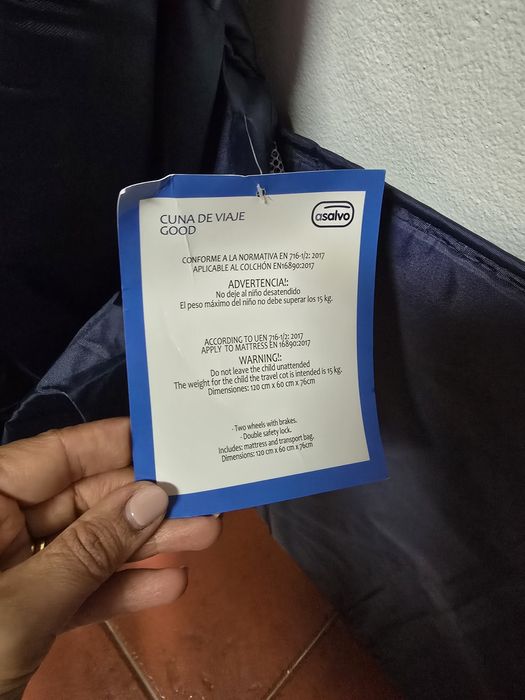 CUNA DE VIAJE
GOOD
asalvo
CONFORME A LA NORMATIVA EN 716-1/2: 2017
APLICABLE AL COLCHÓN EN16890:2017
ADVERTENCIA!:
No deje al niño desatendido
El peso máximo del niño no debe superar los 15 kg.
ACCORDING TO UEN 716-1/2: 2017
APPLY TO MATTRESS EN 16890:2017
WARNING!:
Do not leave the child unattended
The weight for the child the travel cot is intended is 15 kg.
Dimensiones: 120 cm x 60 cm x 76cm
- Two wheels with brakes.
- Double safety lock.
Includes: mattress and transport bag.
Dimensions: 120 cm x 60 cm x 76cm